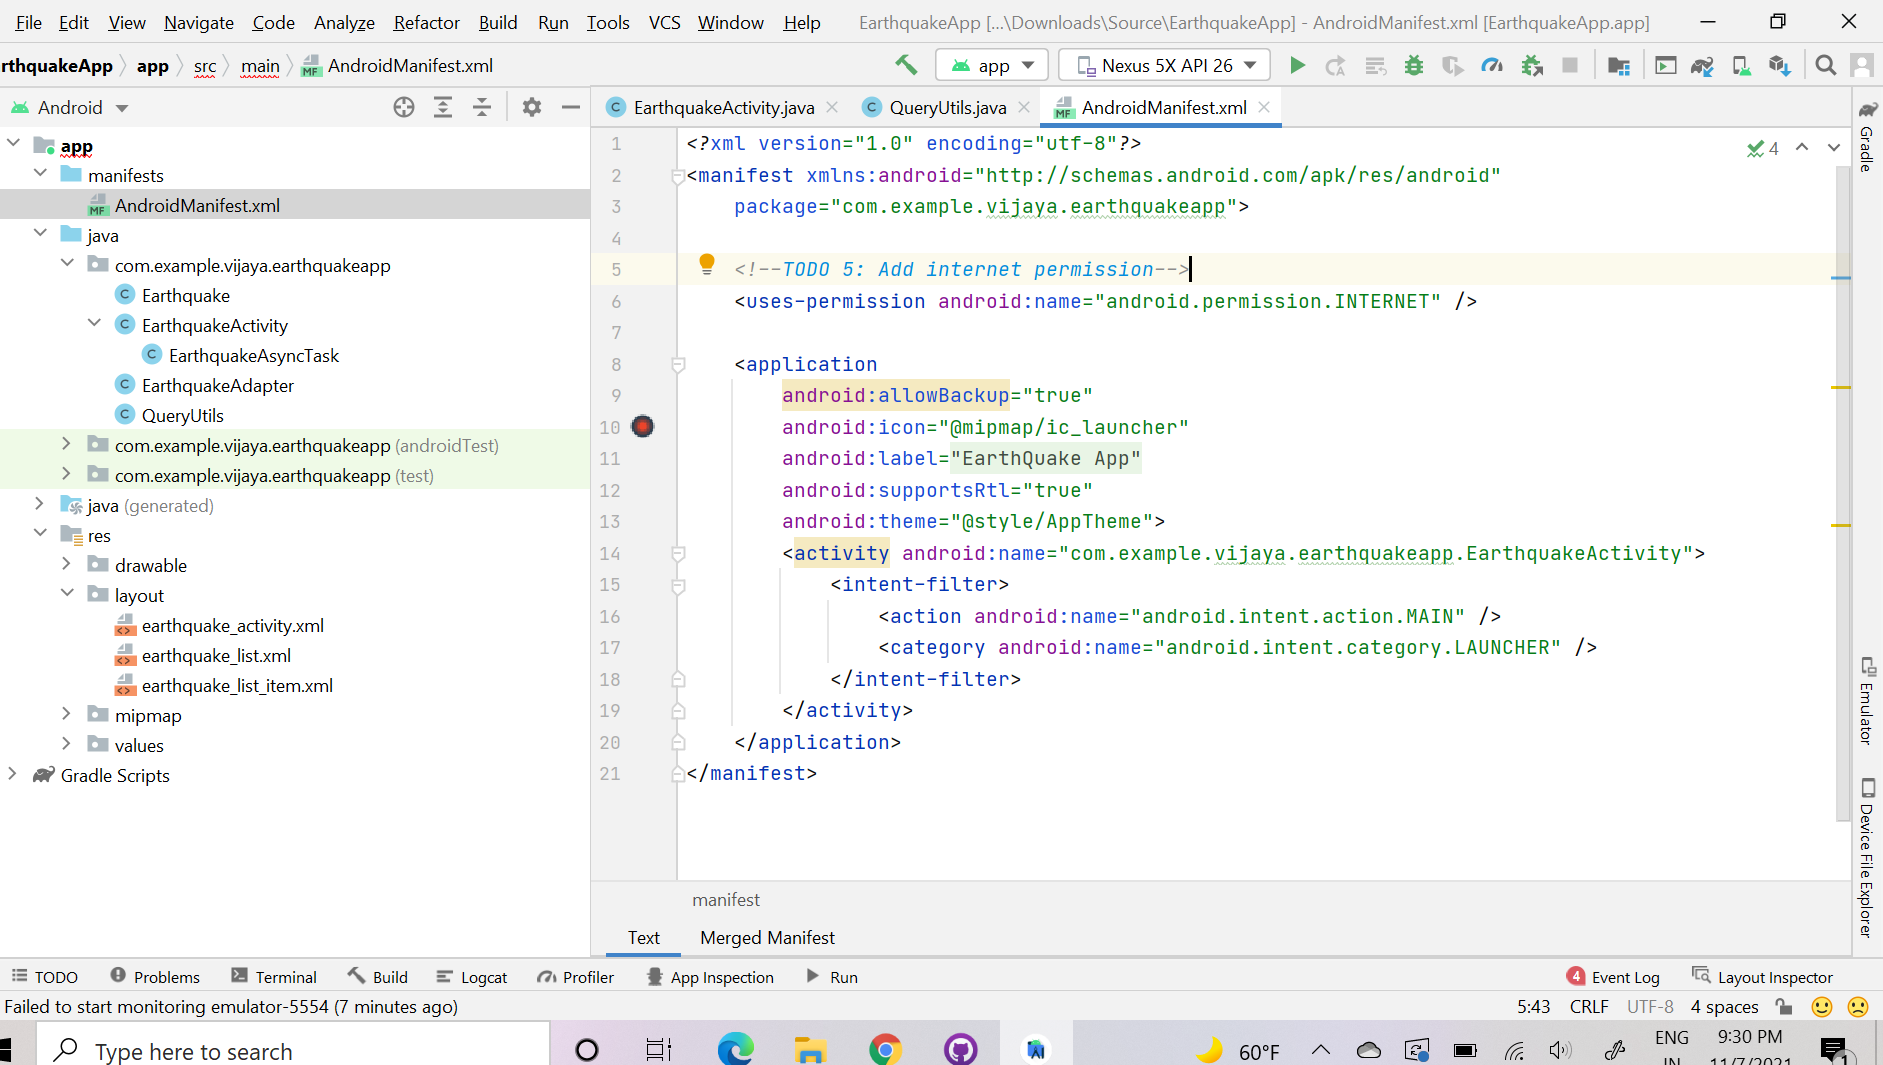 File Edit View Navigate Code Analyze Refactor Build Run Tools VCS Window Help EarthquakeApp [...\Downloads\Source\EarthquakeApp] - AndroidManifest.xml [EarthquakeApp.app]
rthquakeApp app src main AndroidManifest.xml app Nexus 5X API 26
Android
EarthquakeActivity.java QueryUtils.java AndroidManifest.xml
app
manifests
AndroidManifest.xml
java
com.example.vijaya.earthquakeapp
Earthquake
EarthquakeActivity
EarthquakeAsyncTask
EarthquakeAdapter
QueryUtils
com.example.vijaya.earthquakeapp (androidTest)
com.example.vijaya.earthquakeapp (test)
java (generated)
res
drawable
layout
earthquake_activity.xml
earthquake_list.xml
earthquake_list_item.xml
mipmap
values
Gradle Scripts
1 <?xml version="1.0" encoding="utf-8"?>
2 <manifest xmlns:android="http://schemas.android.com/apk/res/android"
3 package="com.example.vijaya.earthquakeapp">
4
5 <!--TODO 5: Add internet permission-->
6 <uses-permission android:name="android.permission.INTERNET" />
7
8 <application
9 android:allowBackup="true"
10 android:icon="@mipmap/ic_launcher"
11 android:label="EarthQuake App"
12 android:supportsRtl="true"
13 android:theme="@style/AppTheme">
14 <activity android:name="com.example.vijaya.earthquakeapp.EarthquakeActivity">
15 <intent-filter>
16 <action android:name="android.intent.action.MAIN" />
17 <category android:name="android.intent.category.LAUNCHER" />
18 </intent-filter>
19 </activity>
20 </application>
21 </manifest>
4
manifest
Text Merged Manifest
Gradle
Emulator
Device File Explorer
TODO Problems Terminal Build Logcat Profiler App Inspection Run 4 Event Log Layout Inspector
Failed to start monitoring emulator-5554 (7 minutes ago) 5:43 CRLF UTF-8 4 spaces
Type here to search 60°F ENG 9:30 PM
IN 11/7/2021 1